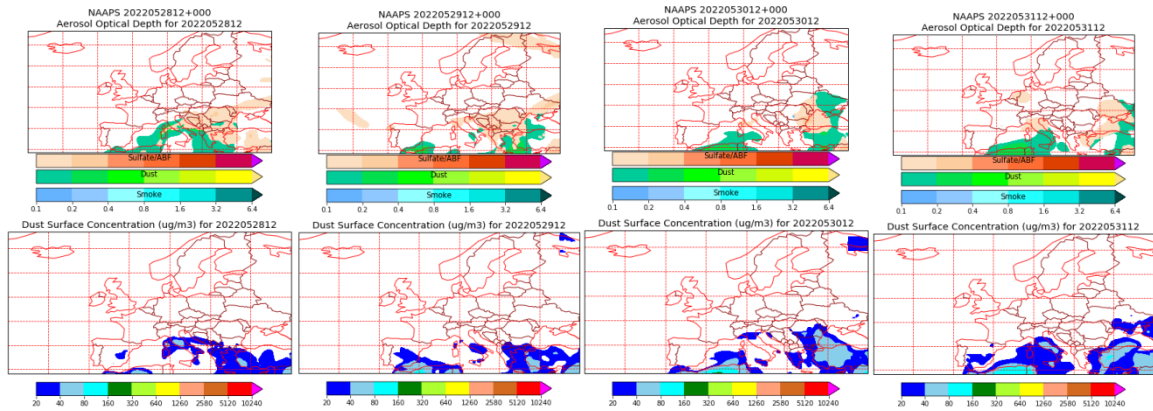 NAAPS 2022052812+000
Aerosol Optical Depth for 2022052812
Sulfate/ABF
Dust
Smoke
0.1 0.2 0.4 0.8 1.6 3.2 6.4
NAAPS 2022052912+000
Aerosol Optical Depth for 2022052912
Sulfate/ABF
Dust
Smoke
0.1 0.2 0.4 0.8 1.6 3.2 6.4
NAAPS 2022053012+000
Aerosol Optical Depth for 2022053012
Sulfate/ABF
Dust
Smoke
0.1 0.2 0.4 0.8 1.6 3.2 6.4
NAAPS 2022053112+000
Aerosol Optical Depth for 2022053112
Sulfate/ABF
Dust
Smoke
0.1 0.2 0.4 0.8 1.6 3.2 6.4
Dust Surface Concentration (ug/m3) for 2022052812
20 40 80 160 320 640 1260 2580 5120 10240
Dust Surface Concentration (ug/m3) for 2022052912
20 40 80 160 320 640 1260 2580 5120 10240
Dust Surface Concentration (ug/m3) for 2022053012
20 40 80 160 320 640 1260 2580 5120 10240
Dust Surface Concentration (ug/m3) for 2022053112
20 40 80 160 320 640 1260 2580 5120 10240